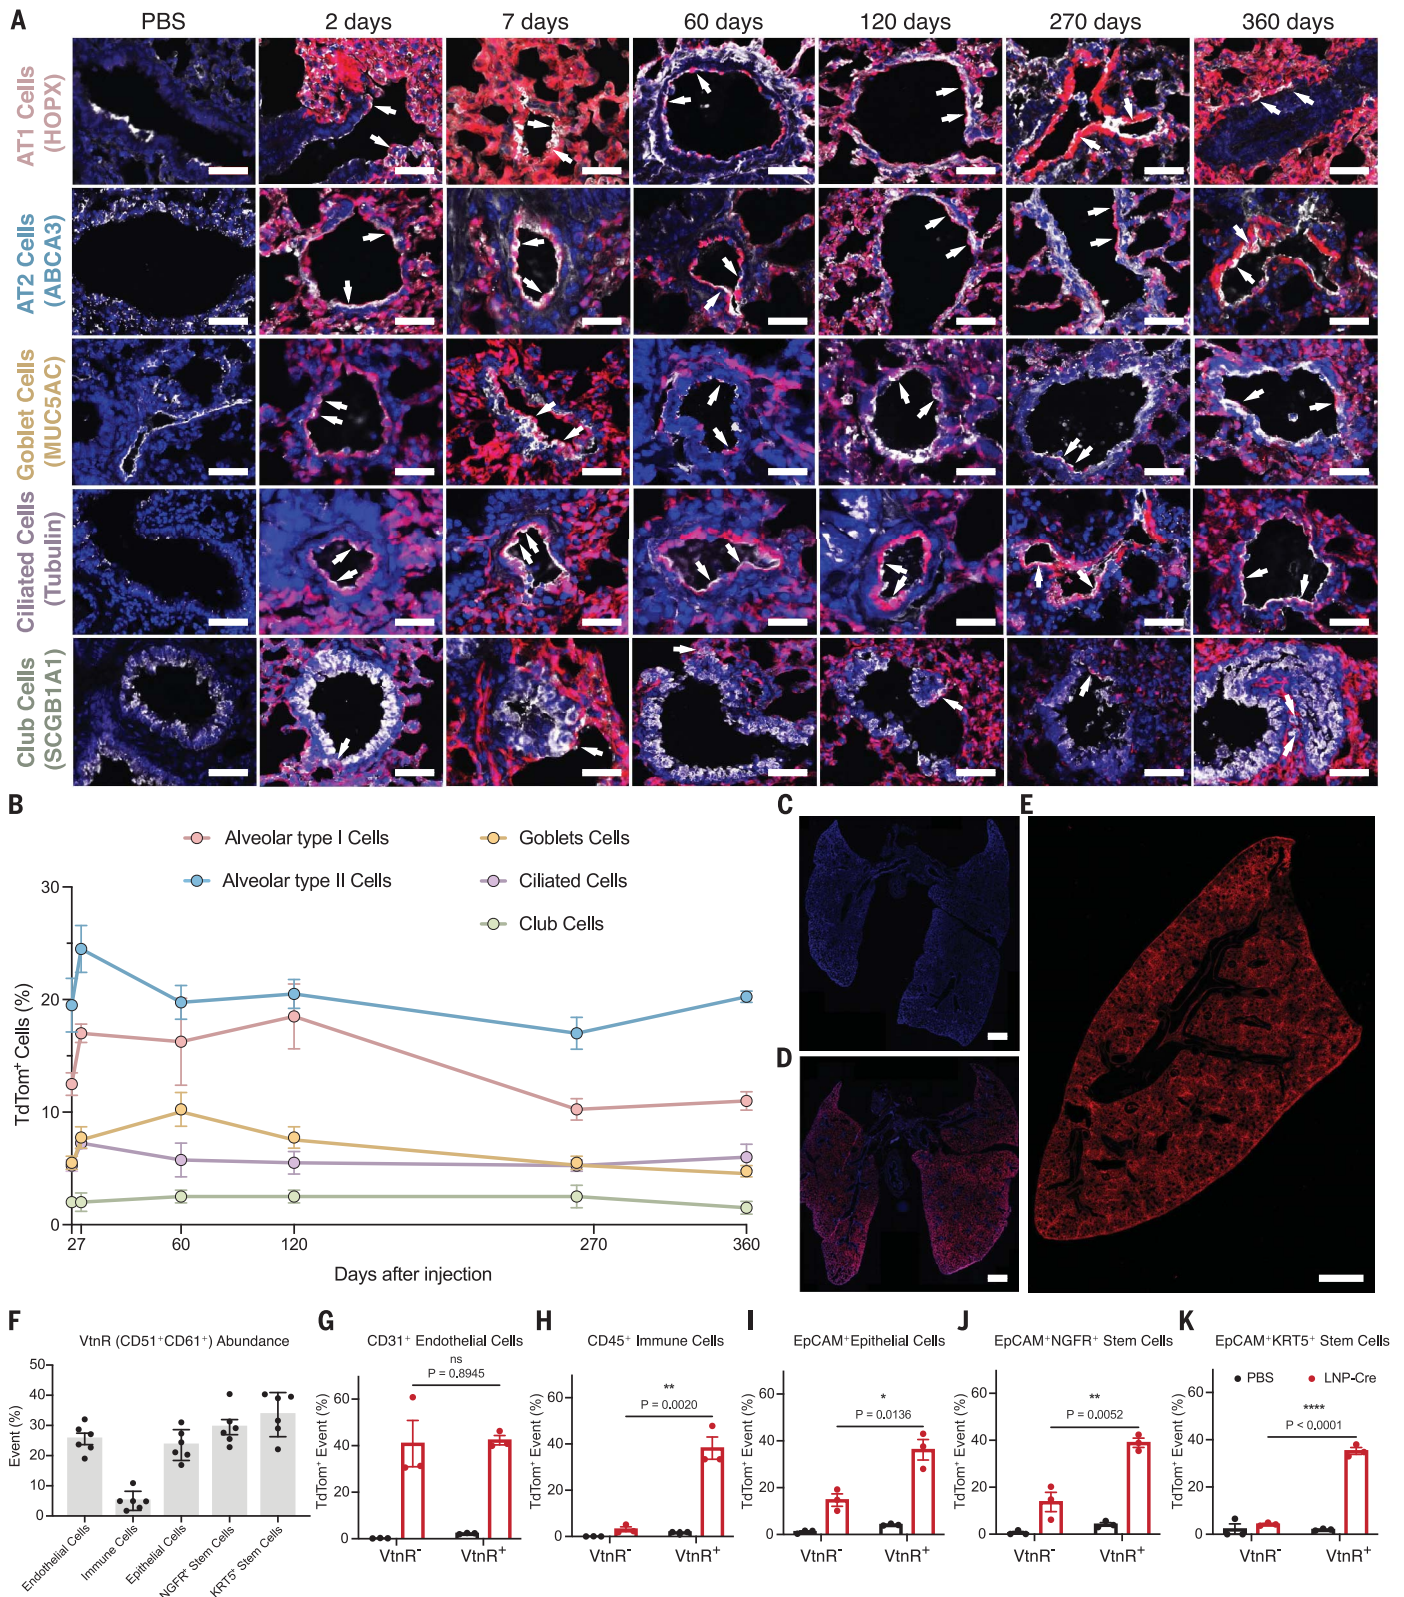 A
PBS
2 days
7 days
60 days
120 days
270 days
360 days
AT1 Cells
(HOPX)
AT2 Cells
(ABCA3)
Goblet Cells
(MUC5AC)
Ciliated Cells
(Tubulin)
Club Cells
(SCGB1A1)
B
Alveolar type I Cells
Alveolar type II Cells
Goblets Cells
Ciliated Cells
Club Cells
30
20
10
0
TdTom⁺ Cells (%)
27
60
120
270
360
Days after injection
C
D
E
F
VtnR (CD51⁺CD61⁺) Abundance
Event (%)
50
40
30
20
10
0
Endothelial Cells
Immune Cells
Epithelial Cells
NGFR⁺ Stem Cells
KRT5⁺ Stem Cells
G
CD31⁺ Endothelial Cells
ns
P = 0.8945
TdTom⁺ Event (%)
60
40
20
0
VtnR⁻
VtnR⁺
H
CD45⁺ Immune Cells
**
P = 0.0020
TdTom⁺ Event (%)
60
40
20
0
VtnR⁻
VtnR⁺
I
EpCAM⁺Epithelial Cells
*
P = 0.0136
TdTom⁺ Event (%)
60
40
20
0
VtnR⁻
VtnR⁺
J
EpCAM⁺NGFR⁺ Stem Cells
**
P = 0.0052
TdTom⁺ Event (%)
60
40
20
0
VtnR⁻
VtnR⁺
K
EpCAM⁺KRT5⁺ Stem Cells
PBS
LNP-Cre
****
P < 0.0001
TdTom⁺ Event (%)
60
40
20
0
VtnR⁻
VtnR⁺